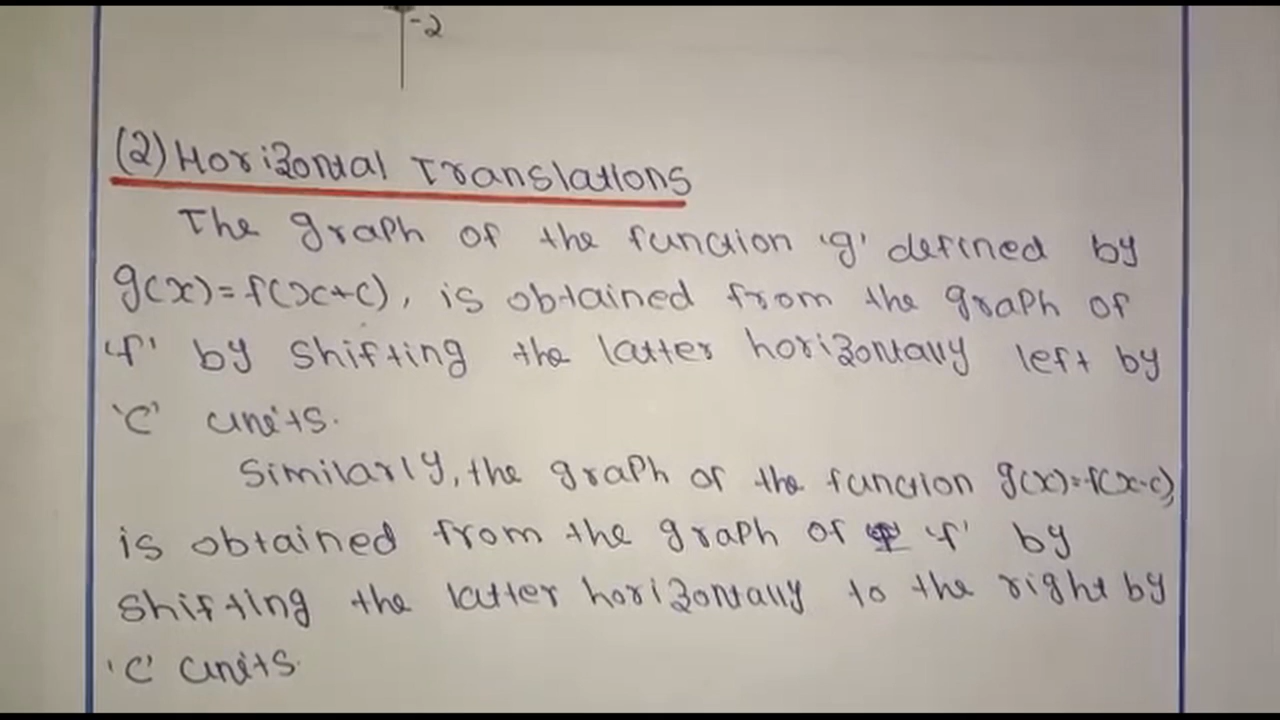 -2
(2) Horizontal Translations
The graph of the function 'g' defined by
g(x)=f(x+c), is obtained from the graph of
'f' by shifting the latter horizontally left by
'c' units.
Similarly, the graph of the function g(x)=f(x-c),
is obtained from the graph of 'f' by
shifting the latter horizontally to the right by
'c' units.